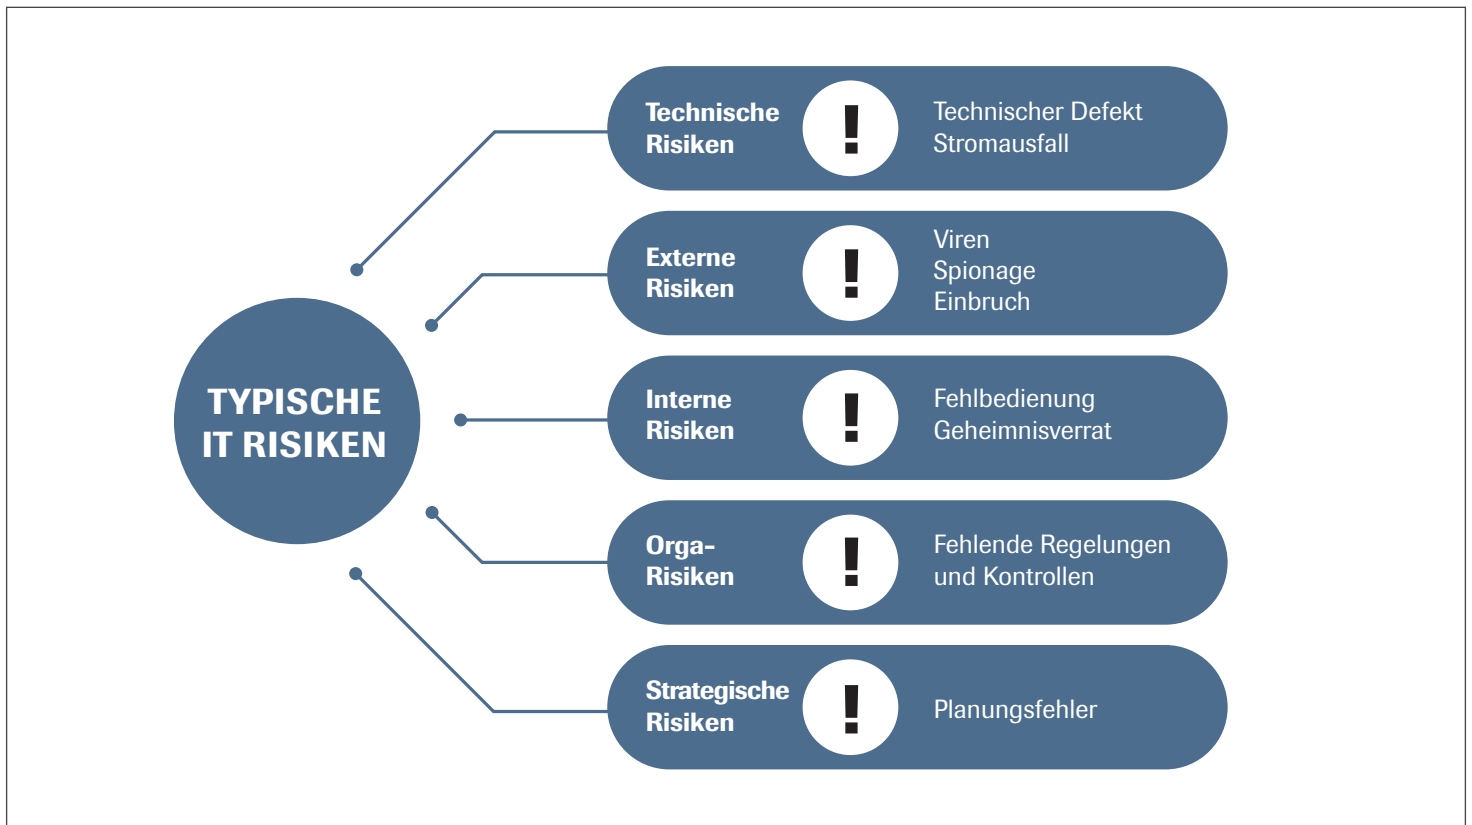 TYPISCHE
IT RISIKEN
Technische
Risiken
!
Technischer Defekt
Stromausfall
Externe
Risiken
!
Viren
Spionage
Einbruch
Interne
Risiken
!
Fehlbedienung
Geheimnisverrat
Orga-
Risiken
!
Fehlende Regelungen
und Kontrollen
Strategische
Risiken
!
Planungsfehler